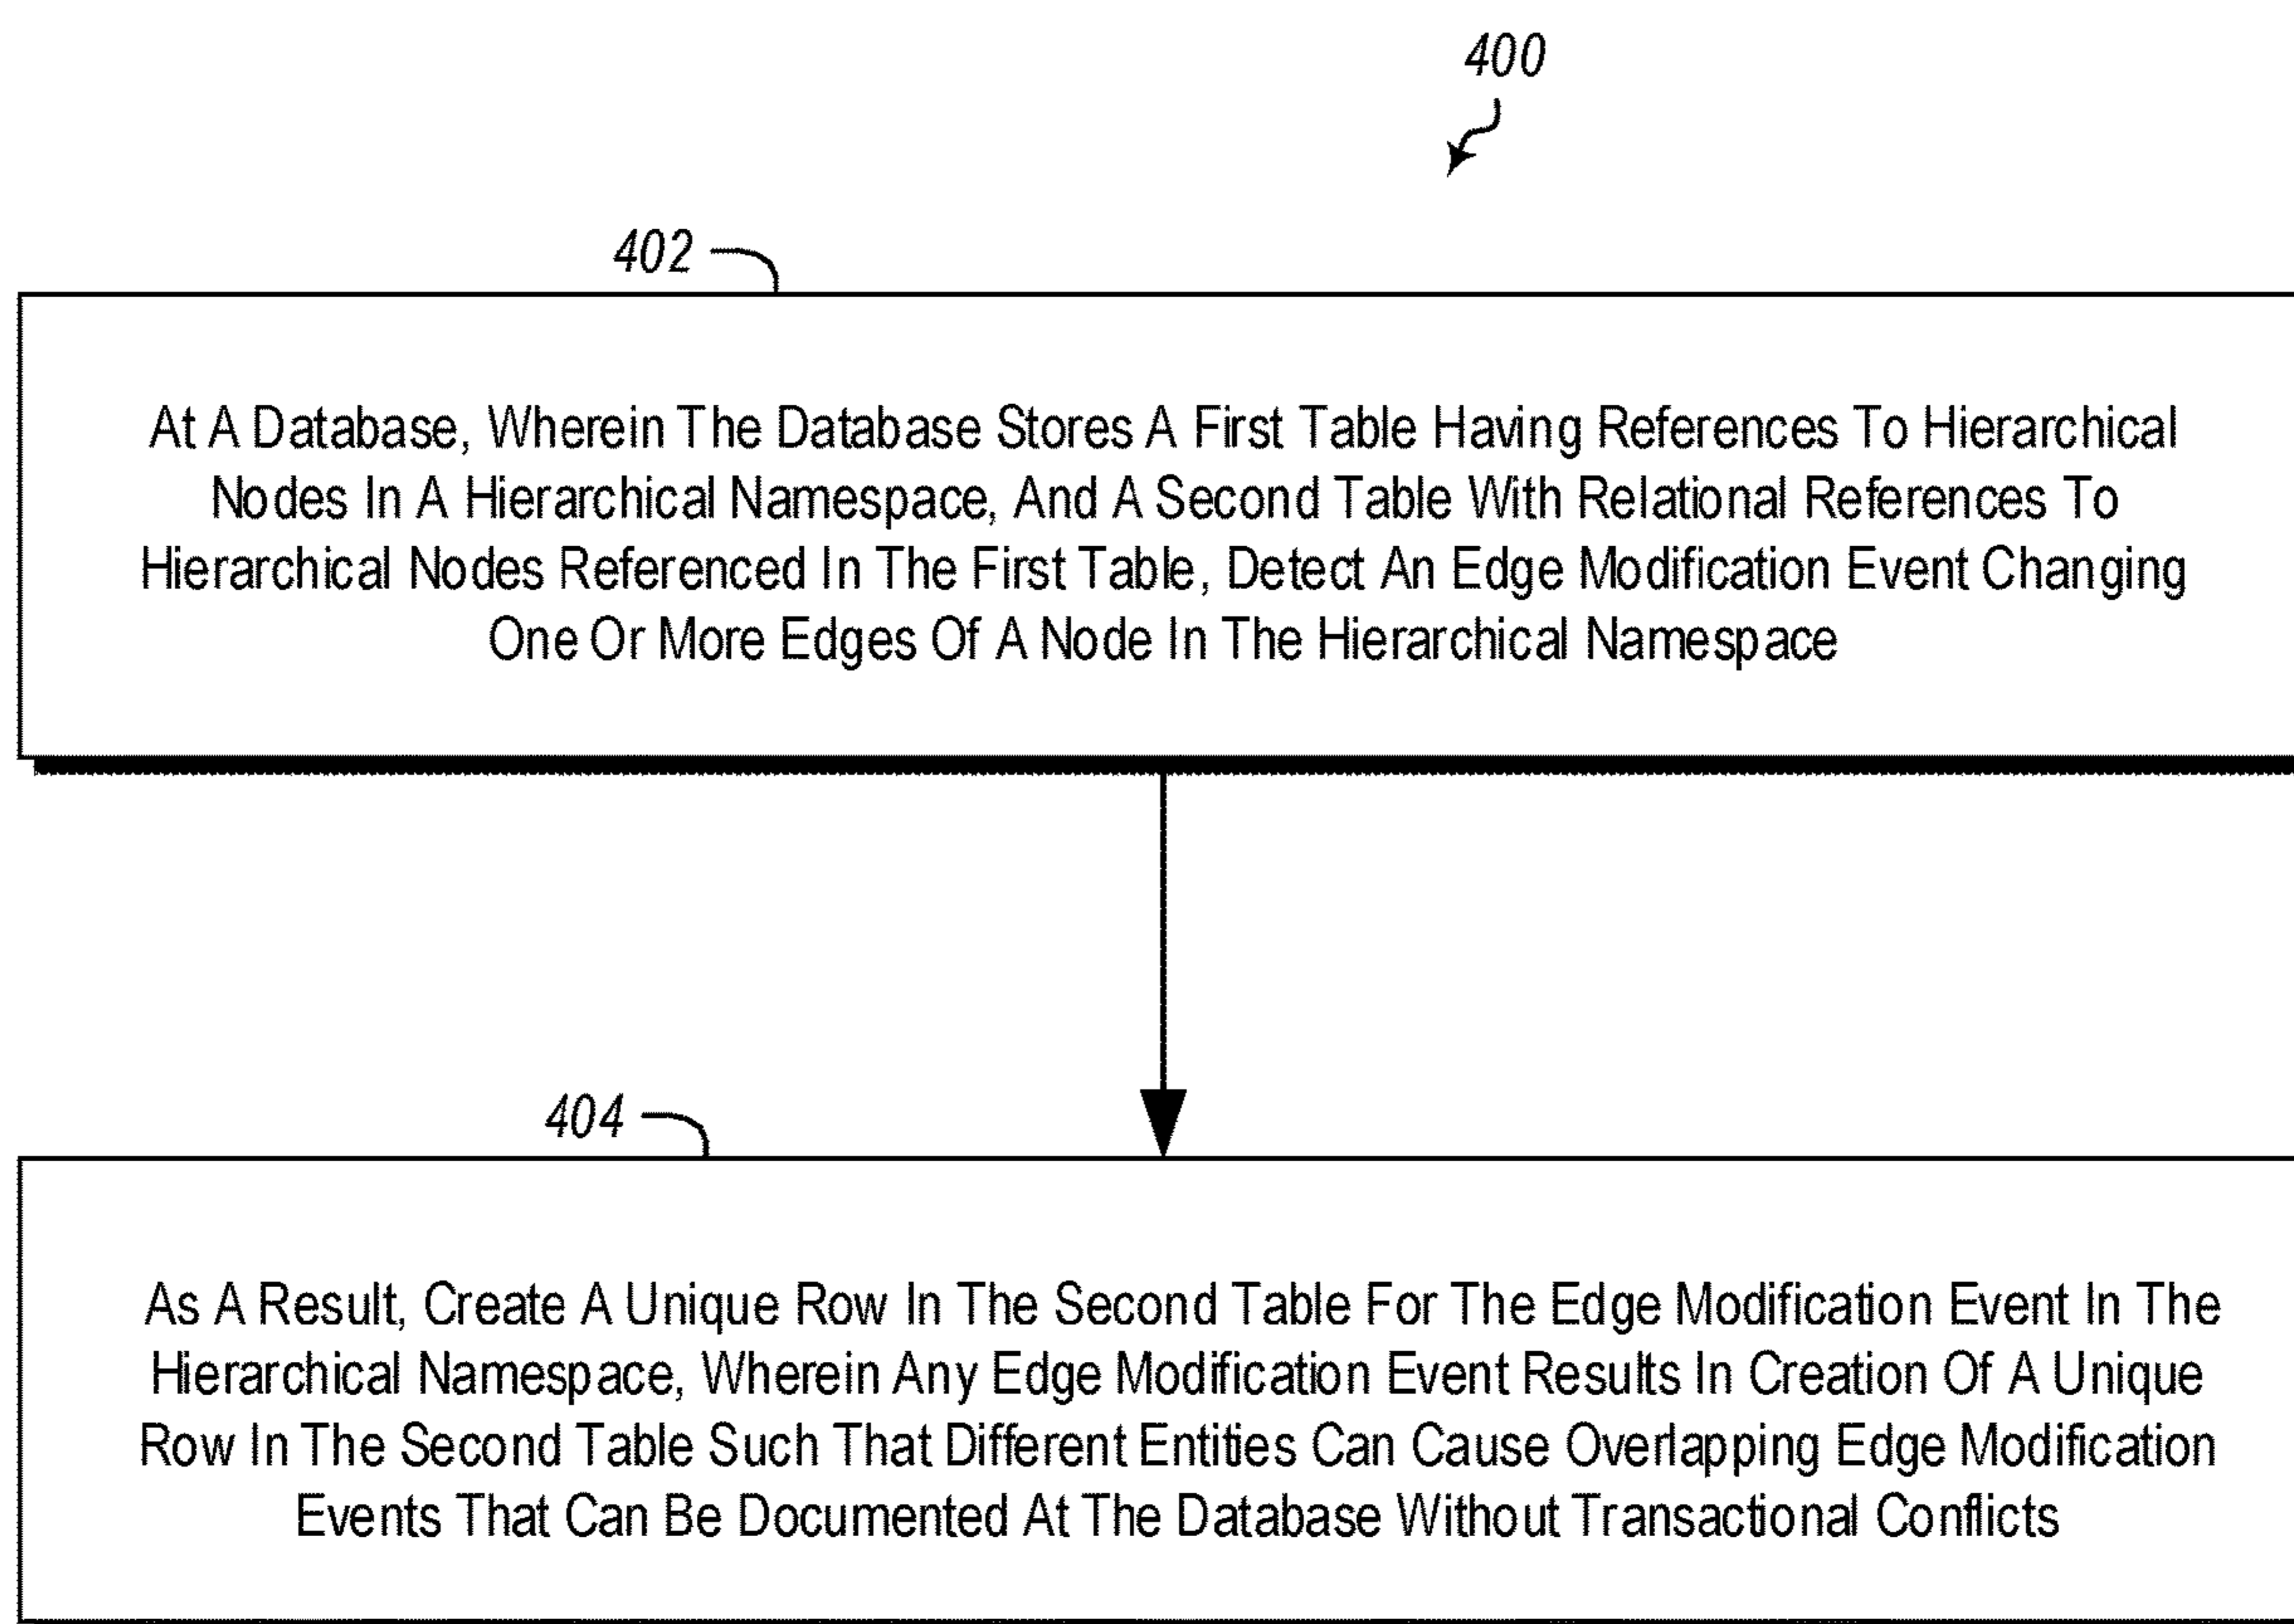 400
402
At A Database, Wherein The Database Stores A First Table Having References To Hierarchical
Nodes In A Hierarchical Namespace, And A Second Table With Relational References To
Hierarchical Nodes Referenced In The First Table, Detect An Edge Modification Event Changing
One Or More Edges Of A Node In The Hierarchical Namespace
404
As A Result, Create A Unique Row In The Second Table For The Edge Modification Event In The
Hierarchical Namespace, Wherein Any Edge Modification Event Results In Creation Of A Unique
Row In The Second Table Such That Different Entities Can Cause Overlapping Edge Modification
Events That Can Be Documented At The Database Without Transactional Conflicts